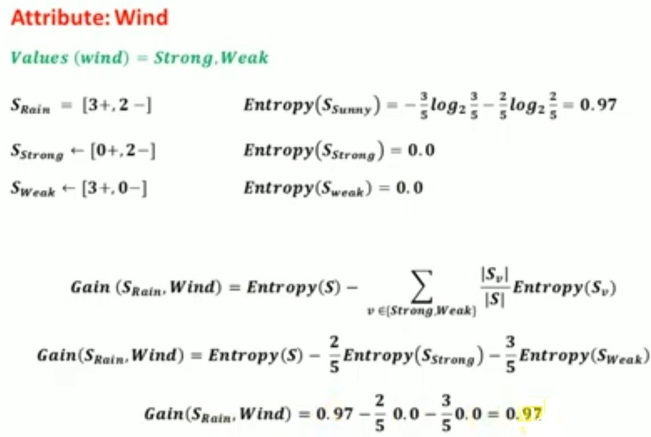 Attribute: Wind
Values (wind) = Strong, Weak
S_Rain = [3+, 2 −] Entropy(S_Sunny) = −3/5 log₂ 3/5 − 2/5 log₂ 2/5 = 0.97
S_Strong ← [0+, 2−] Entropy(S_Strong) = 0.0
S_Weak ← [3+, 0−] Entropy(S_weak) = 0.0
Gain (S_Rain, Wind) = Entropy(S) − ∑_{v ∈{Strong,Weak}} |S_v|/|S| Entropy(S_v)
Gain(S_Rain, Wind) = Entropy(S) − 2/5 Entropy(S_Strong) − 3/5 Entropy(S_Weak)
Gain(S_Rain, Wind) = 0.97 − 2/5 0.0 − 3/5 0.0 = 0.97